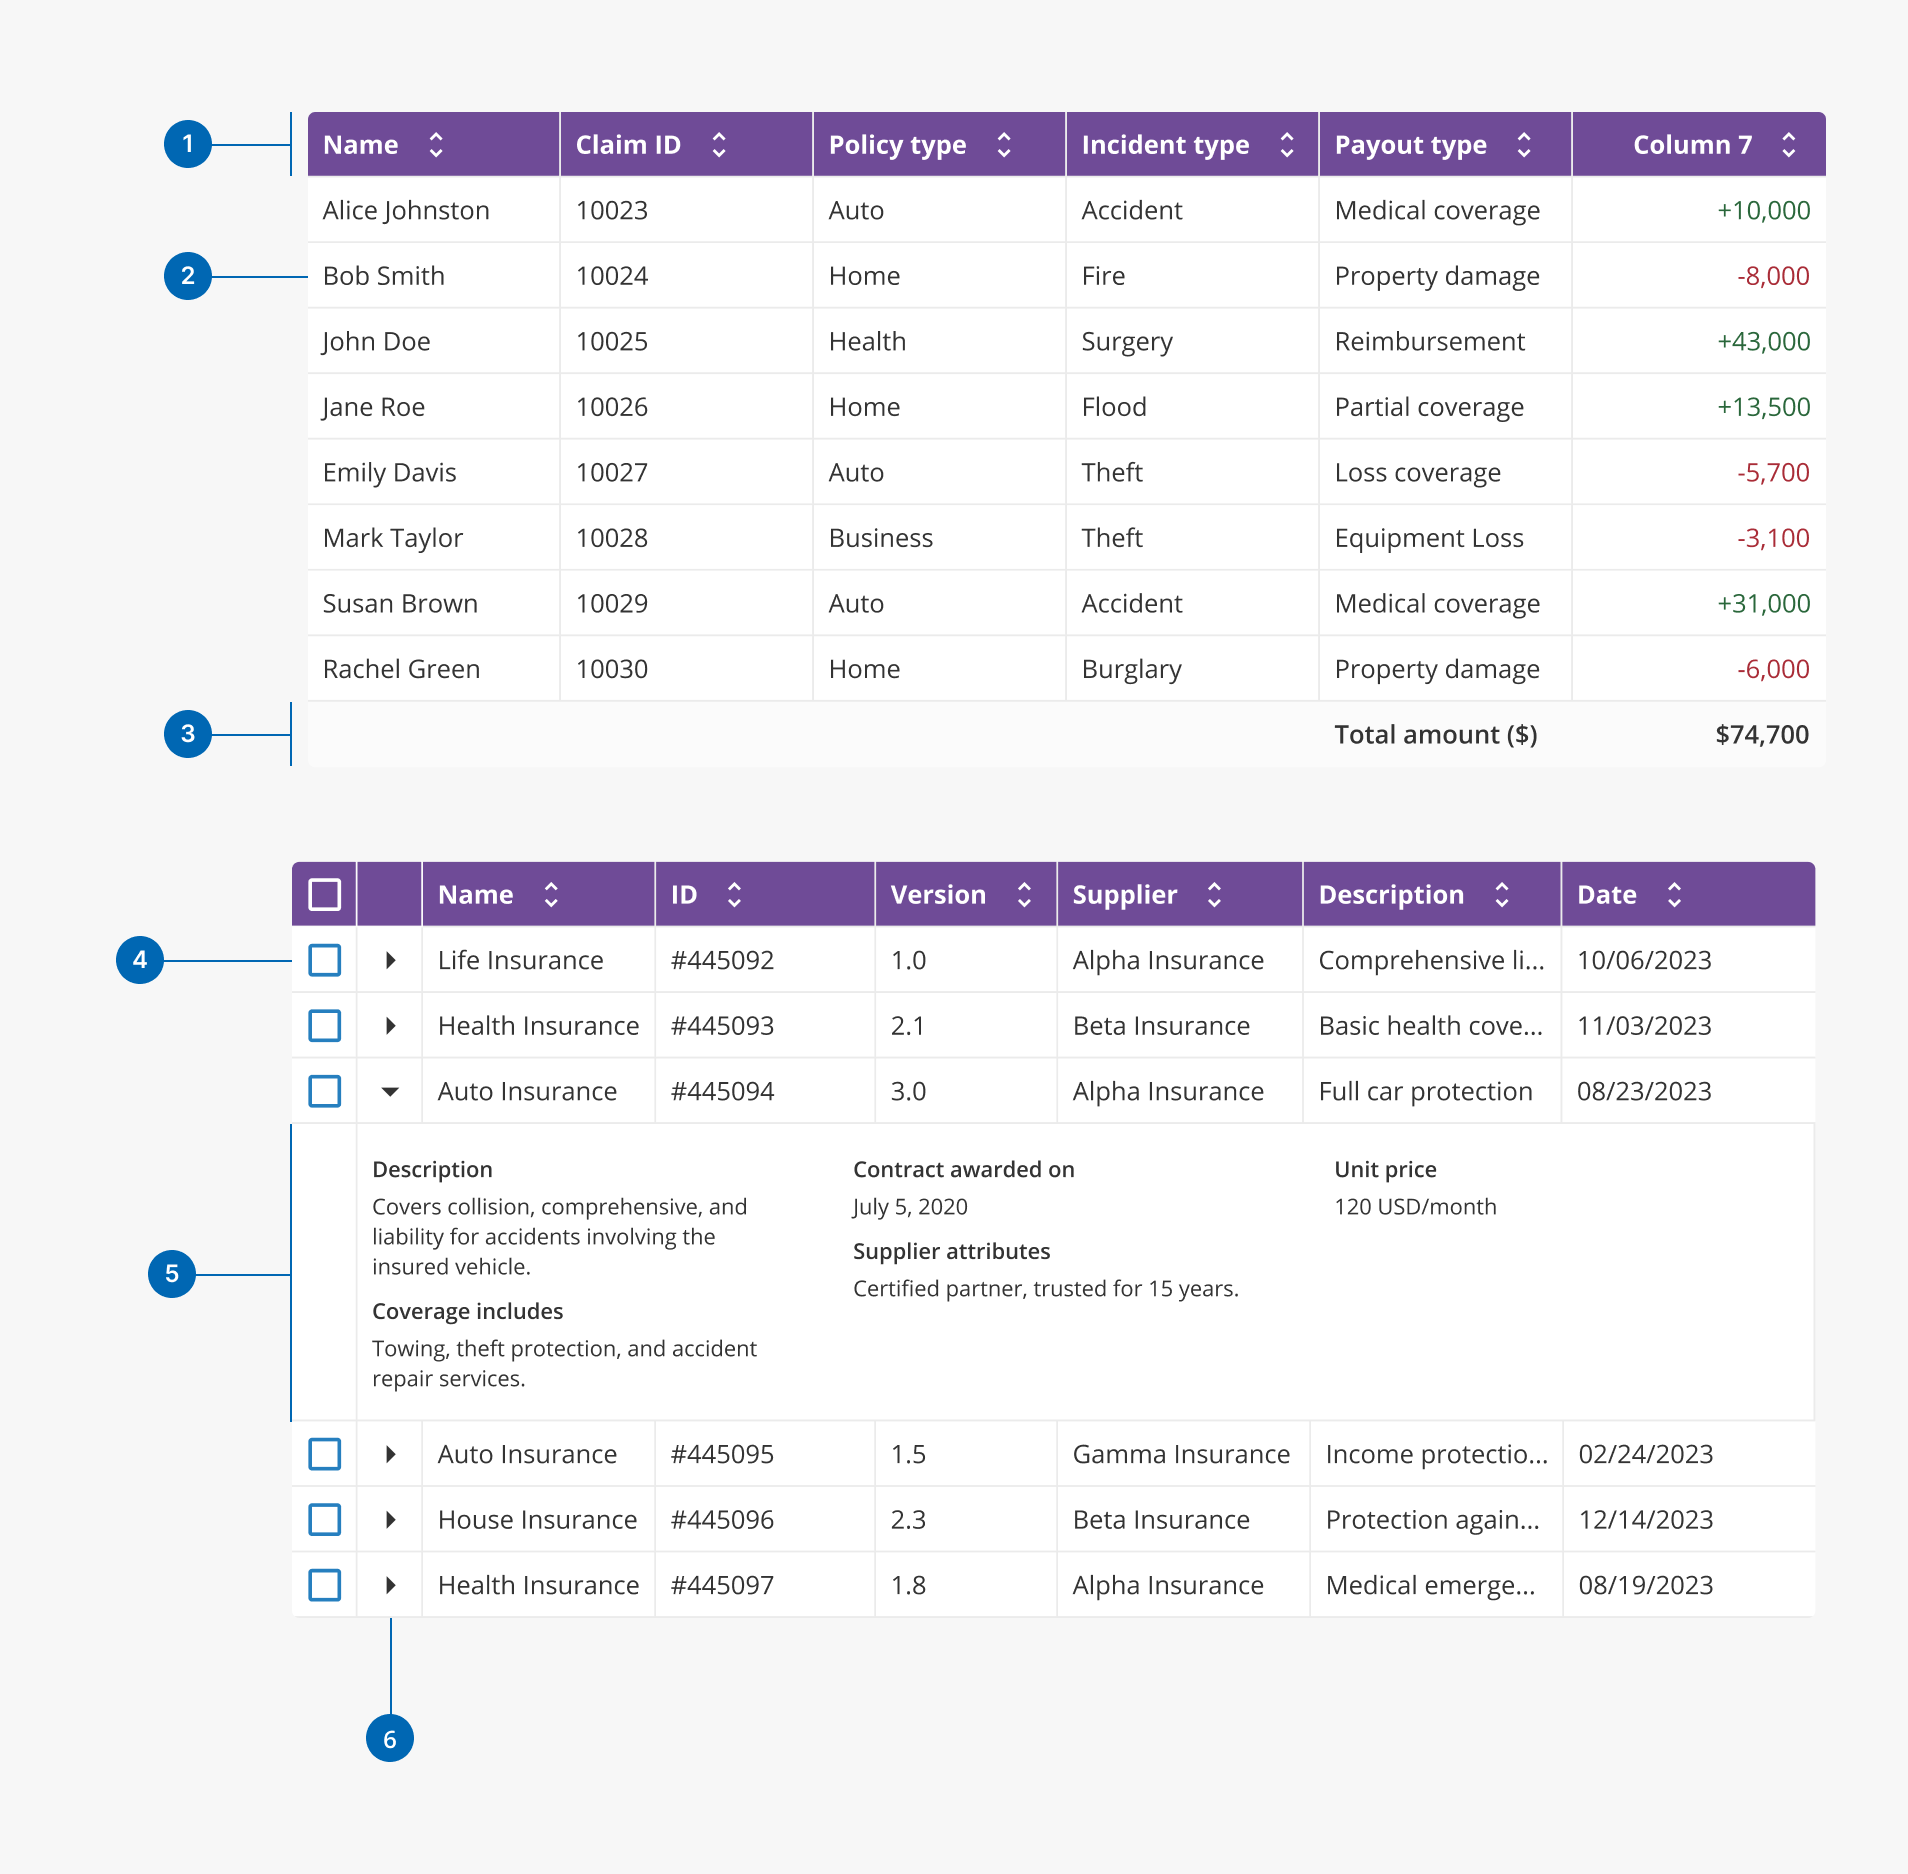 1 Name Claim ID Policy type Incident type Payout type Column 7
Alice Johnston 10023 Auto Accident Medical coverage +10,000
2 Bob Smith 10024 Home Fire Property damage -8,000
John Doe 10025 Health Surgery Reimbursement +43,000
Jane Roe 10026 Home Flood Partial coverage +13,500
Emily Davis 10027 Auto Theft Loss coverage -5,700
Mark Taylor 10028 Business Theft Equipment Loss -3,100
Susan Brown 10029 Auto Accident Medical coverage +31,000
Rachel Green 10030 Home Burglary Property damage -6,000
3 Total amount ($) $74,700
Name ID Version Supplier Description Date
4 Life Insurance #445092 1.0 Alpha Insurance Comprehensive li... 10/06/2023
Health Insurance #445093 2.1 Beta Insurance Basic health cove... 11/03/2023
Auto Insurance #445094 3.0 Alpha Insurance Full car protection 08/23/2023
5
Description
Covers collision, comprehensive, and
liability for accidents involving the
insured vehicle.
Coverage includes
Towing, theft protection, and accident
repair services.
Contract awarded on
July 5, 2020
Supplier attributes
Certified partner, trusted for 15 years.
Unit price
120 USD/month
Auto Insurance #445095 1.5 Gamma Insurance Income protectio... 02/24/2023
House Insurance #445096 2.3 Beta Insurance Protection again... 12/14/2023
Health Insurance #445097 1.8 Alpha Insurance Medical emerge... 08/19/2023
6